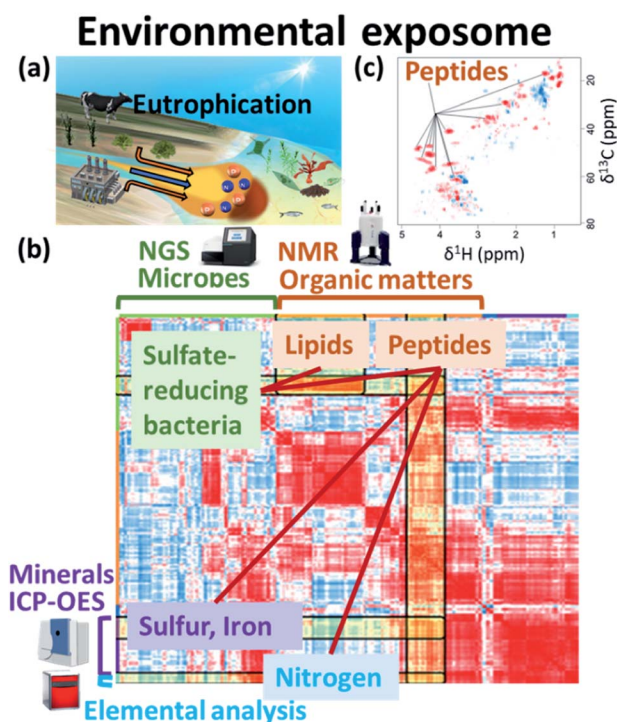 Environmental exposome
(a)
Eutrophication
(c)
Peptides
20
40
60
80
δ¹³C (ppm)
5 4 3 2 1
δ¹H (ppm)
(b)
NGS
Microbes
NMR
Organic matters
Sulfate-
reducing
bacteria
Lipids
Peptides
Minerals
ICP-OES
Sulfur, Iron
Nitrogen
Elemental analysis